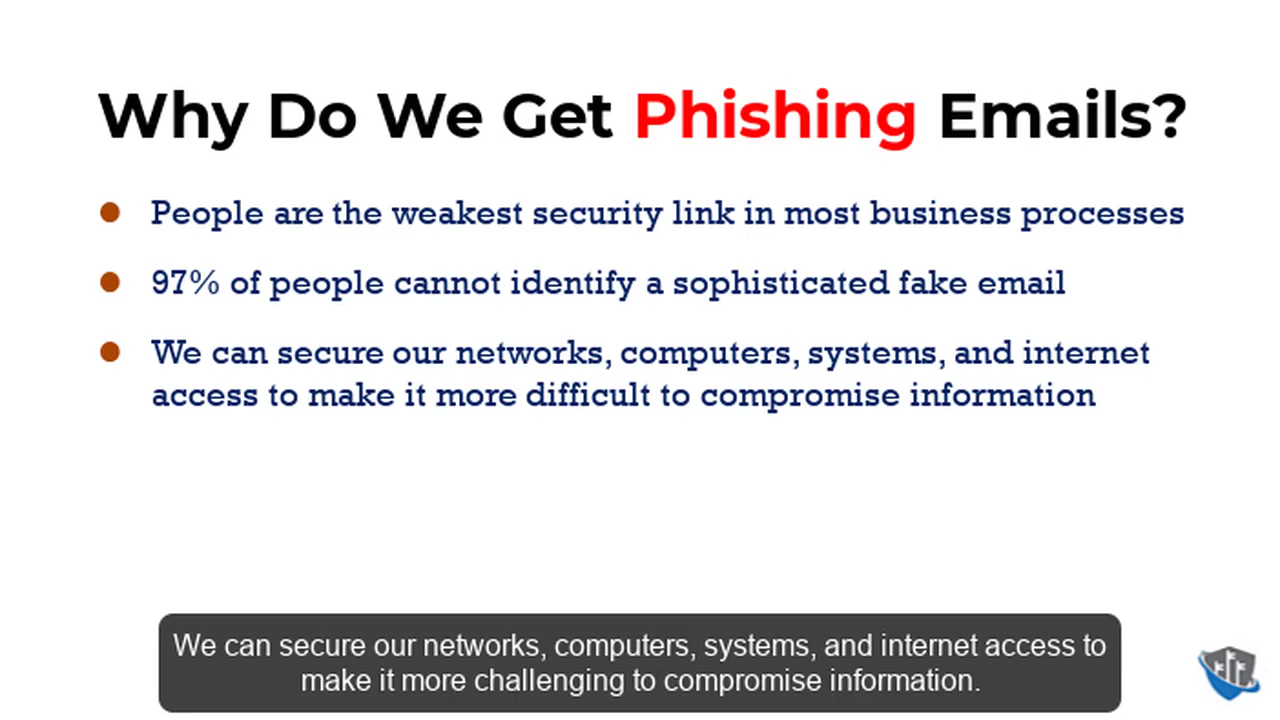 Why Do We Get Phishing Emails?
People are the weakest security link in most business processes
97% of people cannot identify a sophisticated fake email
We can secure our networks, computers, systems, and internet
access to make it more difficult to compromise information
We can secure our networks, computers, systems, and internet access to
make it more challenging to compromise information.